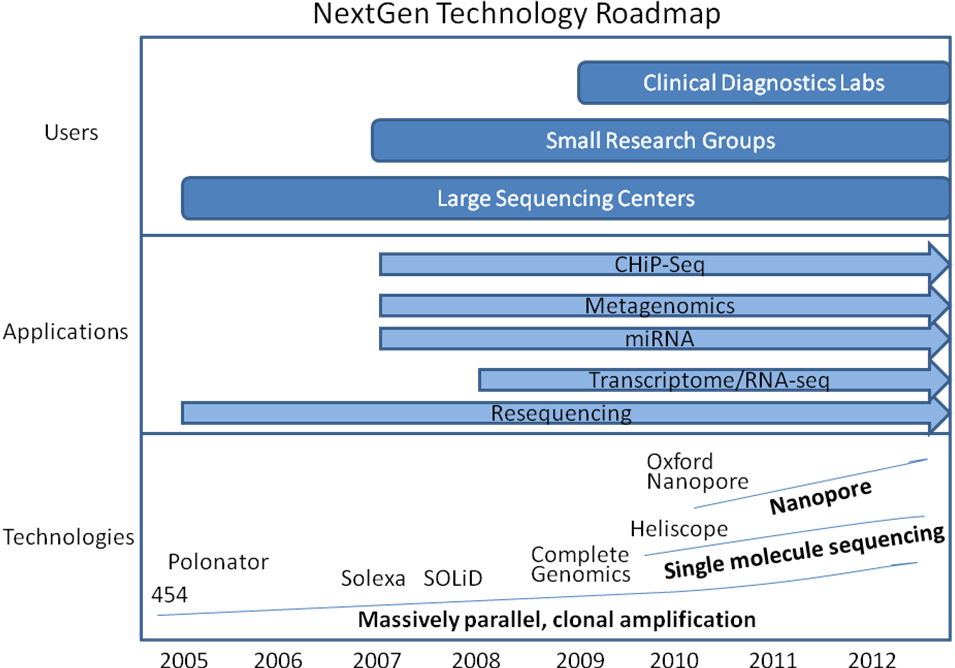 NextGen Technology Roadmap
Users
Clinical Diagnostics Labs
Small Research Groups
Large Sequencing Centers
Applications
CHiP-Seq
Metagenomics
miRNA
Transcriptome/RNA-seq
Resequencing
Technologies
Oxford
Nanopore
Nanopore
Heliscope
Single molecule sequencing
Complete
Genomics
Polonator
Solexa
SOLiD
454
Massively parallel, clonal amplification
2005 2006 2007 2008 2009 2010 2011 2012